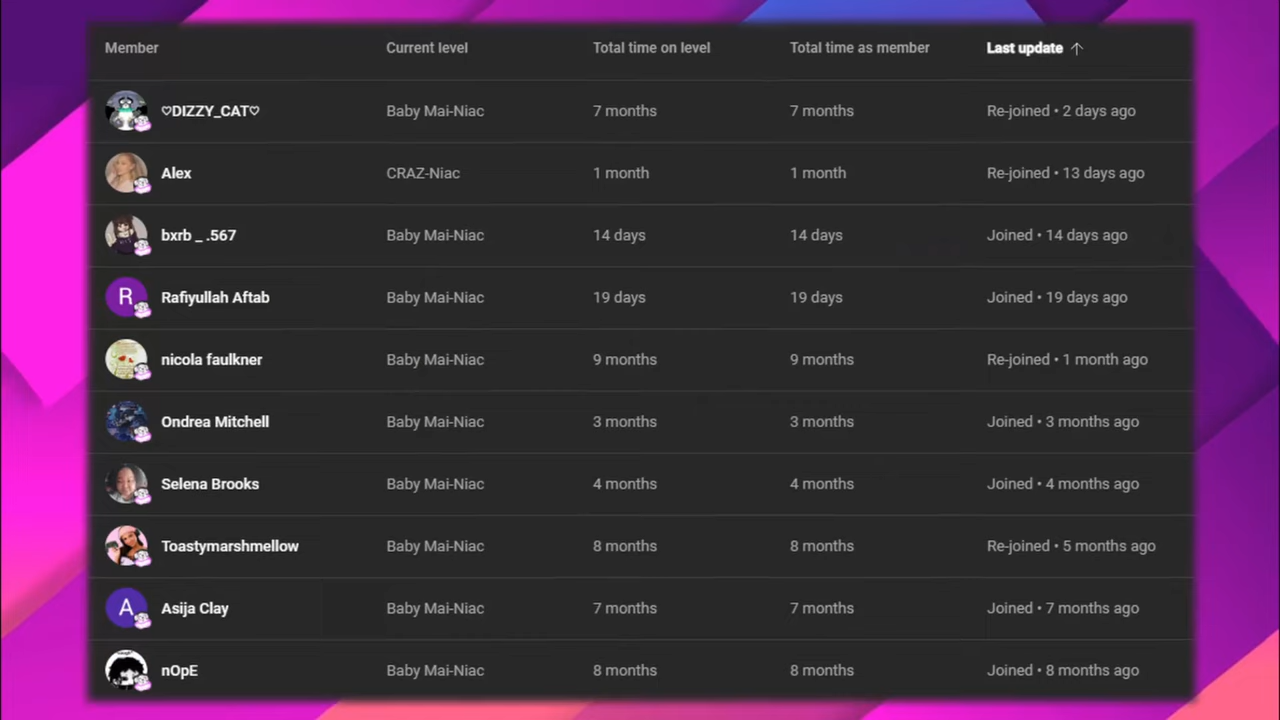 Member Current level Total time on level Total time as member Last update ↑
♡DIZZY_CAT♡ Baby Mai-Niac 7 months 7 months Re-joined • 2 days ago
Alex CRAZ-Niac 1 month 1 month Re-joined • 13 days ago
bxrb _ .567 Baby Mai-Niac 14 days 14 days Joined • 14 days ago
R Rafiyullah Aftab Baby Mai-Niac 19 days 19 days Joined • 19 days ago
nicola faulkner Baby Mai-Niac 9 months 9 months Re-joined • 1 month ago
Ondrea Mitchell Baby Mai-Niac 3 months 3 months Joined • 3 months ago
Selena Brooks Baby Mai-Niac 4 months 4 months Joined • 4 months ago
Toastymarshmellow Baby Mai-Niac 8 months 8 months Re-joined • 5 months ago
A Asija Clay Baby Mai-Niac 7 months 7 months Joined • 7 months ago
nOpE Baby Mai-Niac 8 months 8 months Joined • 8 months ago